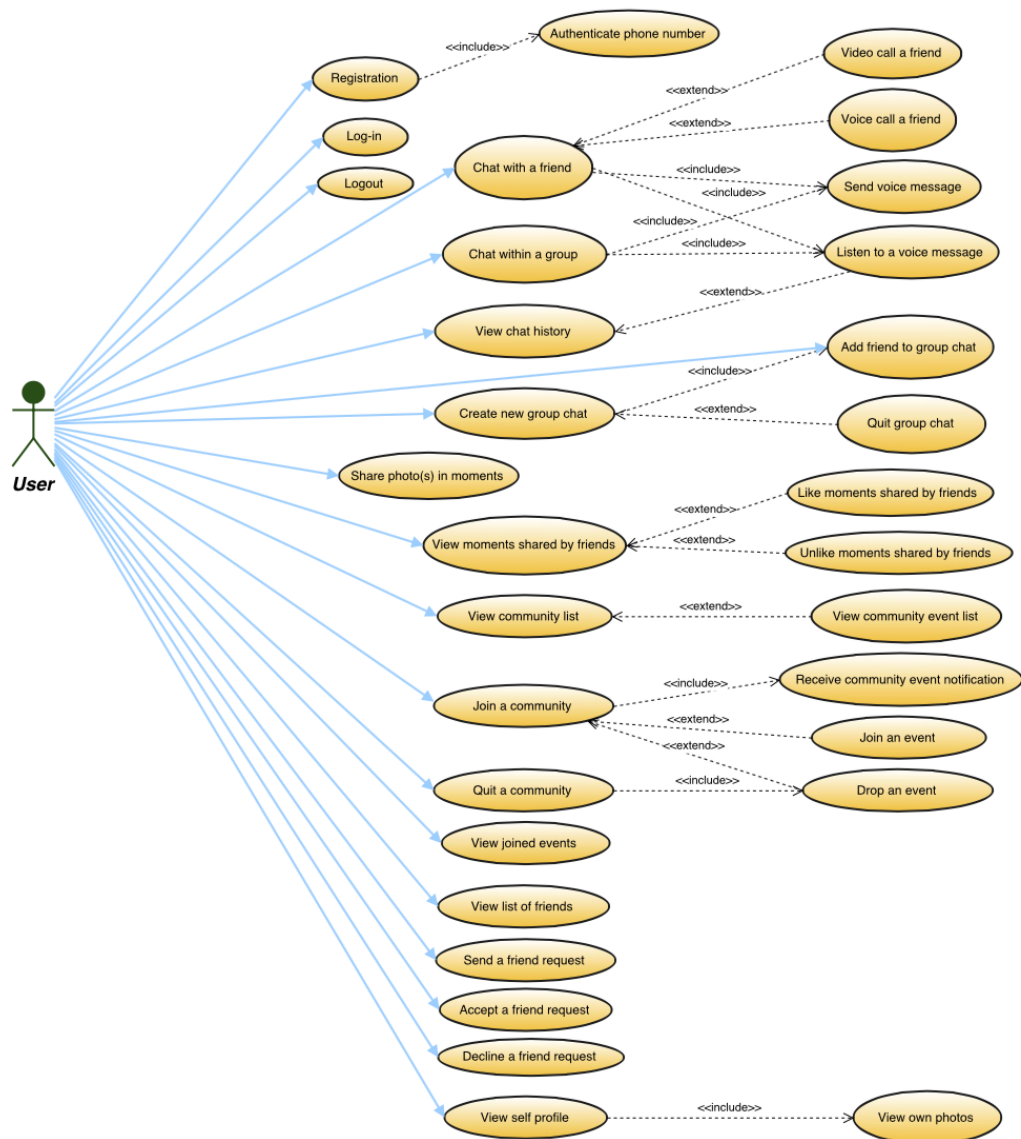 Authenticate phone number
<<include>>
Video call a friend
Registration
<<extend>>
Voice call a friend
<<extend>>
Log-in
Chat with a friend
<<include>>
Send voice message
Logout
<<include>>
<<include>>
Chat within a group
<<include>>
Listen to a voice message
<<extend>>
View chat history
Add friend to group chat
<<include>>
Create new group chat
<<extend>>
Quit group chat
User
Share photo(s) in moments
Like moments shared by friends
<<extend>>
View moments shared by friends
<<extend>>
Unlike moments shared by friends
View community list
<<extend>>
View community event list
Receive community event notification
<<include>>
Join a community
<<extend>>
Join an event
<<extend>>
Quit a community
<<include>>
Drop an event
View joined events
View list of friends
Send a friend request
Accept a friend request
Decline a friend request
View self profile
<<include>>
View own photos